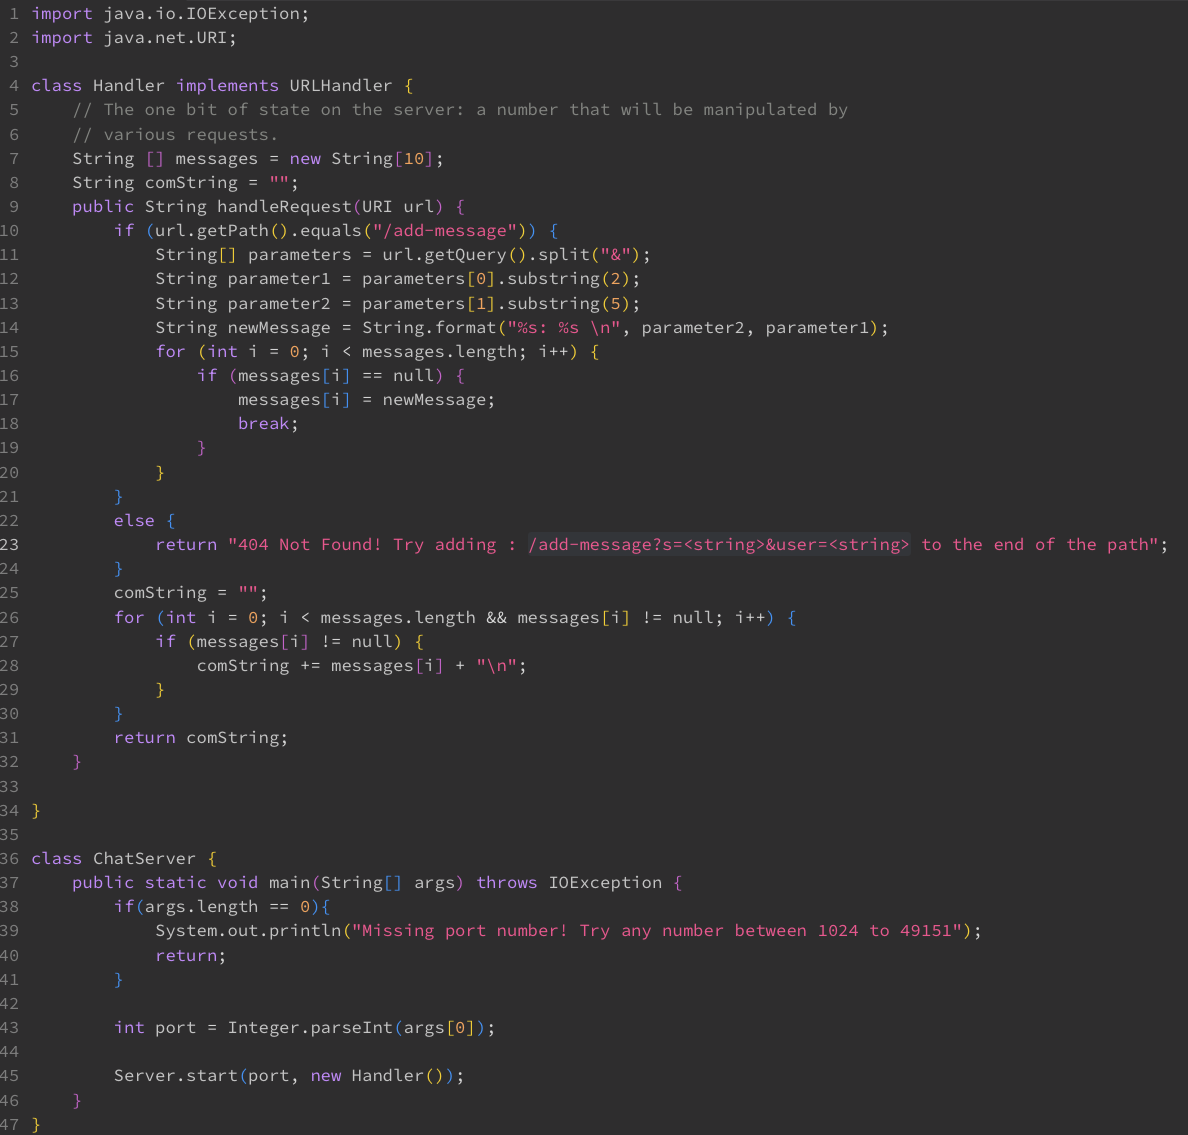 1 import java.io.IOException;
2 import java.net.URI;
3
4 class Handler implements URLHandler {
5     // The one bit of state on the server: a number that will be manipulated by
6     // various requests.
7     String [] messages = new String[10];
8     String comString = "";
9     public String handleRequest(URI url) {
10         if (url.getPath().equals("/add-message")) {
11             String[] parameters = url.getQuery().split("&");
12             String parameter1 = parameters[0].substring(2);
13             String parameter2 = parameters[1].substring(5);
14             String newMessage = String.format("%s: %s \n", parameter2, parameter1);
15             for (int i = 0; i < messages.length; i++) {
16                 if (messages[i] == null) {
17                     messages[i] = newMessage;
18                     break;
19                 }
20             }
21         }
22         else {
23             return "404 Not Found! Try adding : /add-message?s=<string>&user=<string> to the end of the path";
24         }
25         comString = "";
26         for (int i = 0; i < messages.length && messages[i] != null; i++) {
27             if (messages[i] != null) {
28                 comString += messages[i] + "\n";
29             }
30         }
31         return comString;
32     }
33
34 }
35
36 class ChatServer {
37     public static void main(String[] args) throws IOException {
38         if(args.length == 0){
39             System.out.println("Missing port number! Try any number between 1024 to 49151");
40             return;
41         }
42
43         int port = Integer.parseInt(args[0]);
44
45         Server.start(port, new Handler());
46     }
47 }